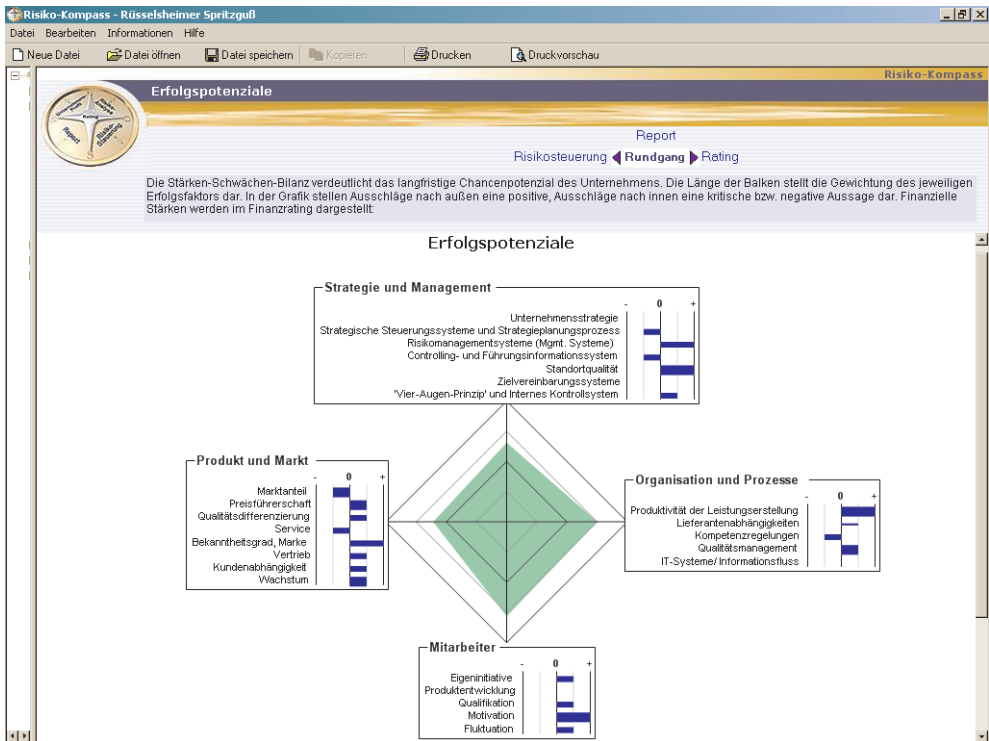 Risiko-Kompass - Rüsselsheimer Spritzguß
Datei Bearbeiten Informationen Hilfe
Neue Datei Datei öffnen Datei speichern Kopieren Drucken Druckvorschau
Risiko-Kompass
Erfolgspotenziale
Rating
Report
Report
Risikosteuerung Rundgang Rating
Die Stärken-Schwächen-Bilanz verdeutlicht das langfristige Chancenpotenzial des Unternehmens. Die Länge der Balken stellt die Gewichtung des jeweiligen
Erfolgsfaktors dar. In der Grafik stellen Ausschläge nach außen eine positive, Ausschläge nach innen eine kritische bzw. negative Aussage dar. Finanzielle
Stärken werden im Finanzrating dargestellt:
Erfolgspotenziale
Strategie und Management
- 0 +
Unternehmensstrategie
Strategische Steuerungssysteme und Strategieplanungsprozess
Risikomanagementsysteme (Mgmt. Systeme)
Controlling- und Führungsinformationssystem
Standortqualität
Zielvereinbarungssysteme
'Vier-Augen-Prinzip' und Internes Kontrollsystem
Produkt und Markt
- 0 +
Marktanteil
Preisführerschaft
Qualitätsdifferenzierung
Service
Bekanntheitsgrad, Marke
Vertrieb
Kundenabhängigkeit
Wachstum
Organisation und Prozesse
- 0 +
Produktivität der Leistungserstellung
Lieferantenabhängigkeiten
Kompetenzregelungen
Qualitätsmanagement
IT-Systeme/ Informationsfluss
Mitarbeiter
- 0 +
Eigeninitiative
Produktentwicklung
Qualifikation
Motivation
Fluktuation